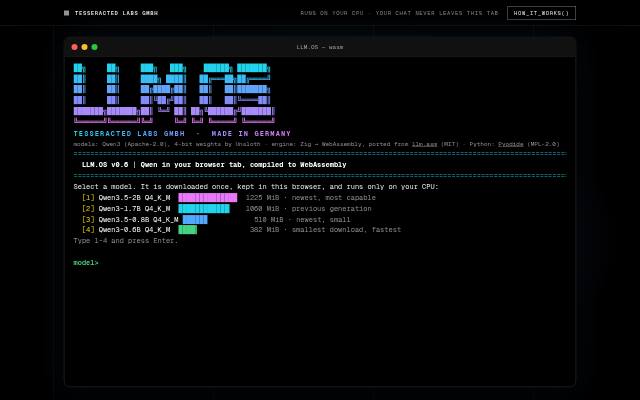 TESSERACTED LABS GMBH
RUNS ON YOUR CPU · YOUR CHAT NEVER LEAVES THIS TAB
HOW_IT_WORKS()
LLM.OS — wasm
LLM.OS
TESSERACTED LABS GMBH · MADE IN GERMANY
models: Qwen3 (Apache-2.0), 4-bit weights by Unsloth · engine: Zig → WebAssembly, ported from llm.asm (MIT) · Python: Pyodide (MPL-2.0)
LLM.OS v0.6 | Qwen in your browser tab, compiled to WebAssembly
Select a model. It is downloaded once, kept in this browser, and runs only on your CPU:
[1] Qwen3.5-2B Q4_K_M 1225 MiB · newest, most capable
[2] Qwen3-1.7B Q4_K_M 1060 MiB · previous generation
[3] Qwen3.5-0.8B Q4_K_M 510 MiB · newest, small
[4] Qwen3-0.6B Q4_K_M 382 MiB · smallest download, fastest
Type 1-4 and press Enter.
model>